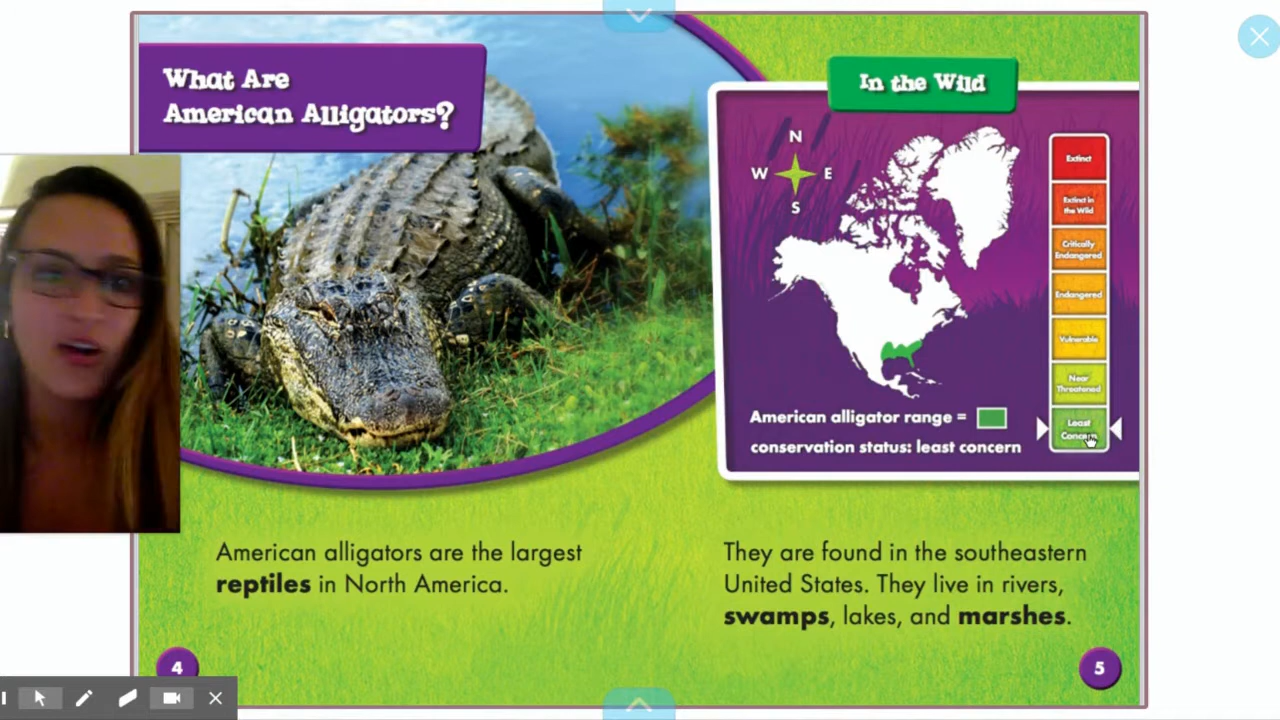 What Are
American Alligators?
In the Wild
N
W E
S
Extinct
Extinct in
the Wild
Critically
Endangered
Endangered
Vulnerable
Near
Threatened
Least
Concern
American alligator range =
conservation status: least concern
American alligators are the largest
reptiles in North America.
They are found in the southeastern
United States. They live in rivers,
swamps, lakes, and marshes.
4
5